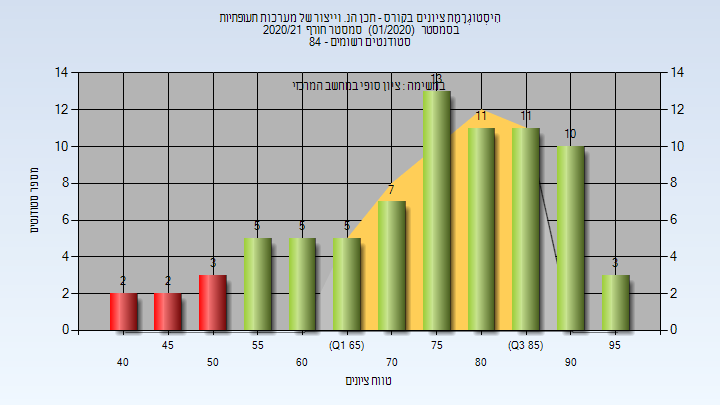 היסטוגרמת ציונים בקורס - תכן הנ. וייצור של מערכות תעופתיות
בסמסטר (01/2020) סמסטר חורף 2020/21
סטודנטים רשומים - 84
במשימה : ציון סופי במחשב המרכזי
מספר סטודנטים
14 14
12 12
10 10
8 8
6 6
4 4
2 2
0 0
2 2 3 5 5 5 7 13 11 11 10 3
45 55 (Q1 65) 75 (Q3 85) 95
40 50 60 70 80 90
טווח ציונים